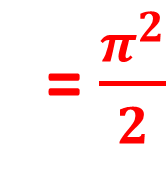 = π²/2